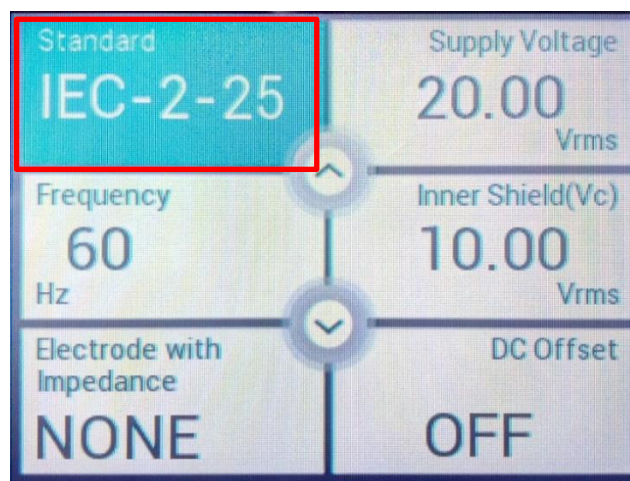 Standard
IEC-2-25
Supply Voltage
20.00
Vrms
Frequency
60
Hz
Inner Shield(Vc)
10.00
Vrms
Electrode with
Impedance
NONE
DC Offset
OFF